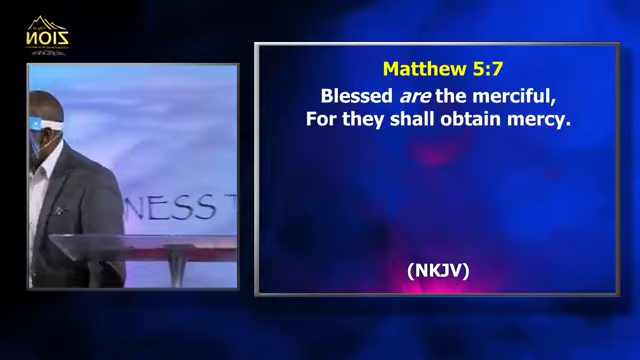 ZION
Matthew 5:7
Blessed are the merciful,
For they shall obtain mercy.
NESS T
(NKJV)